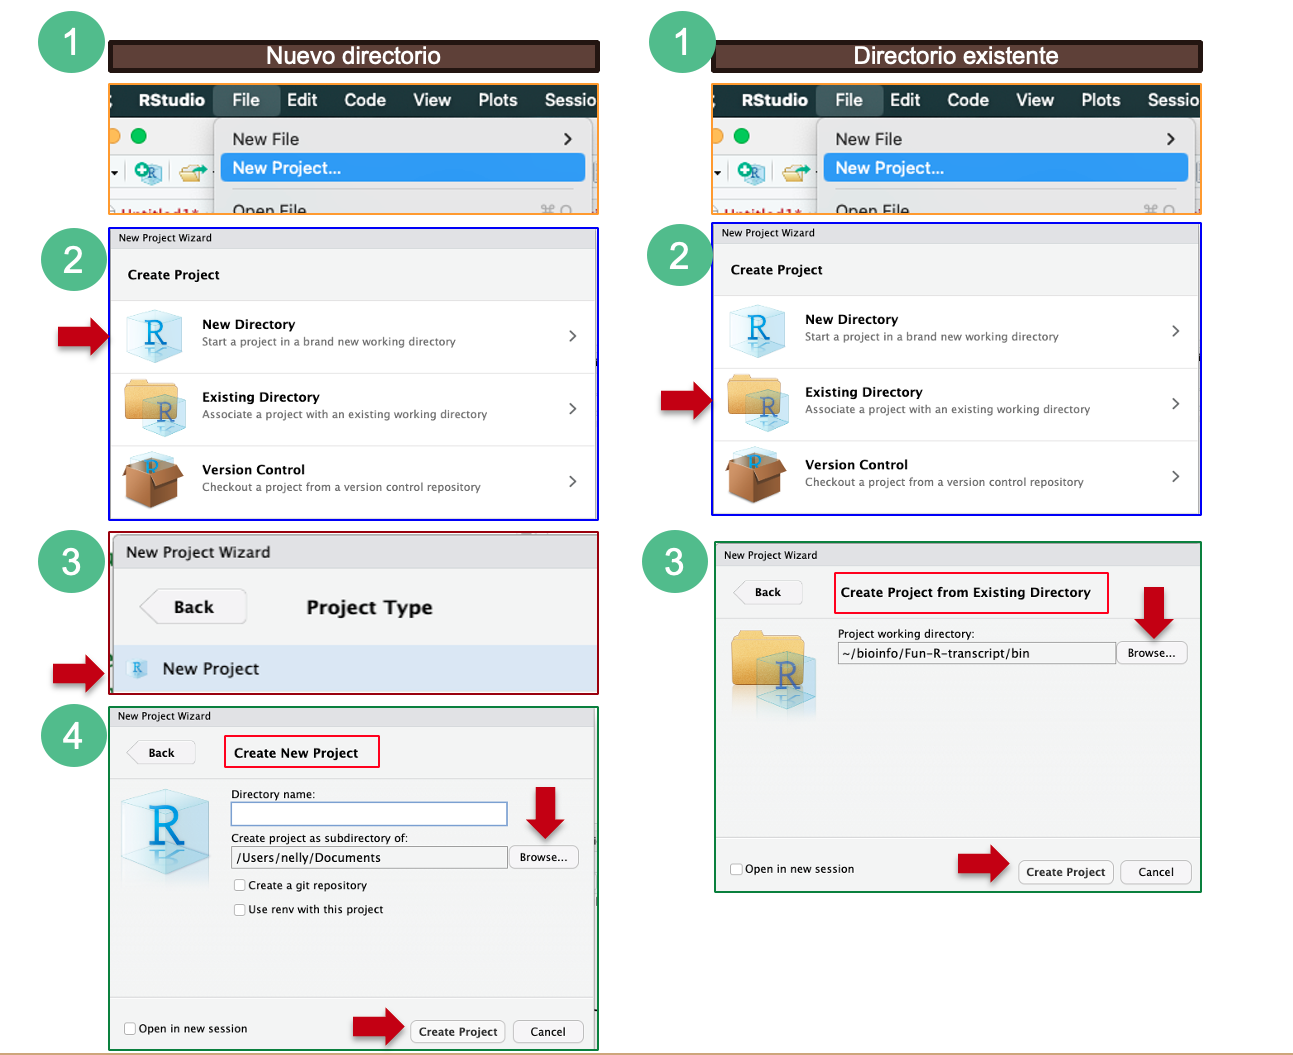 1
Nuevo directorio
RStudio File Edit Code View Plots Sessio
New File
New Project...
Open File
2
New Project Wizard
Create Project
New Directory
Start a project in a brand new working directory
Existing Directory
Associate a project with an existing working directory
Version Control
Checkout a project from a version control repository
3
New Project Wizard
Back
Project Type
New Project
4
New Project Wizard
Back
Create New Project
Directory name:
Create project as subdirectory of:
/Users/nelly/Documents
Browse...
Create a git repository
Use renv with this project
Open in new session
Create Project
Cancel
1
Directorio existente
RStudio File Edit Code View Plots Sessio
New File
New Project...
Open File
2
New Project Wizard
Create Project
New Directory
Start a project in a brand new working directory
Existing Directory
Associate a project with an existing working directory
Version Control
Checkout a project from a version control repository
3
New Project Wizard
Back
Create Project from Existing Directory
Project working directory:
~/bioinfo/Fun-R-transcript/bin
Browse...
Open in new session
Create Project
Cancel